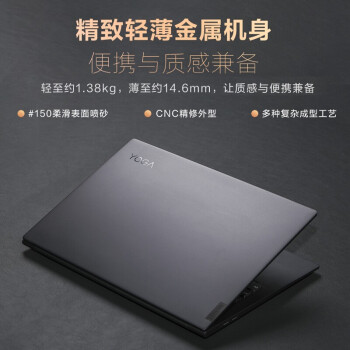 精致轻薄金属机身
便携与质感兼备
轻至约1.38kg，薄至约14.6mm，让质感与便携兼备
#150柔滑表面喷砂 CNC精修外型 多种复杂成型工艺
YOGA